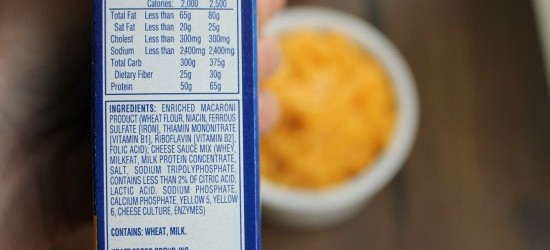 Calories: 2,000 2,500
Total Fat Less than 65g 80g
Sat Fat Less than 20g 25g
Cholest Less than 300mg 300mg
Sodium Less than 2400mg 2,400mg
Total Carb 300g 375g
Dietary Fiber 25g 30g
Protein 50g 65g
INGREDIENTS: ENRICHED MACARONI
PRODUCT (WHEAT FLOUR, NIACIN, FERROUS
SULFATE [IRON], THIAMIN MONONITRATE
[VITAMIN B1], RIBOFLAVIN [VITAMIN B2],
FOLIC ACID); CHEESE SAUCE MIX (WHEY,
MILKFAT, MILK PROTEIN CONCENTRATE,
SALT, SODIUM TRIPOLYPHOSPHATE,
CONTAINS LESS THAN 2% OF CITRIC ACID,
LACTIC ACID, SODIUM PHOSPHATE,
CALCIUM PHOSPHATE, YELLOW 5, YELLOW
6, CHEESE CULTURE, ENZYMES)
CONTAINS: WHEAT, MILK.